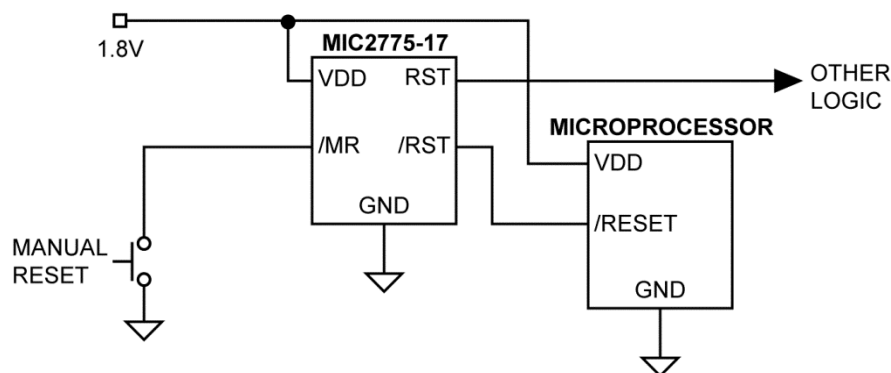 1.8V
MIC2775-17
VDD
RST
OTHER
LOGIC
/MR
/RST
MICROPROCESSOR
VDD
GND
/RESET
MANUAL
RESET
GND